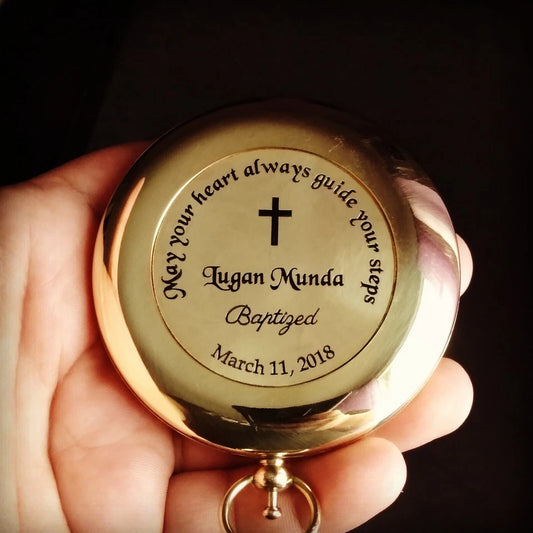 May your heart always guide your steps
Lugan Munda
Baptized
March 11, 2018